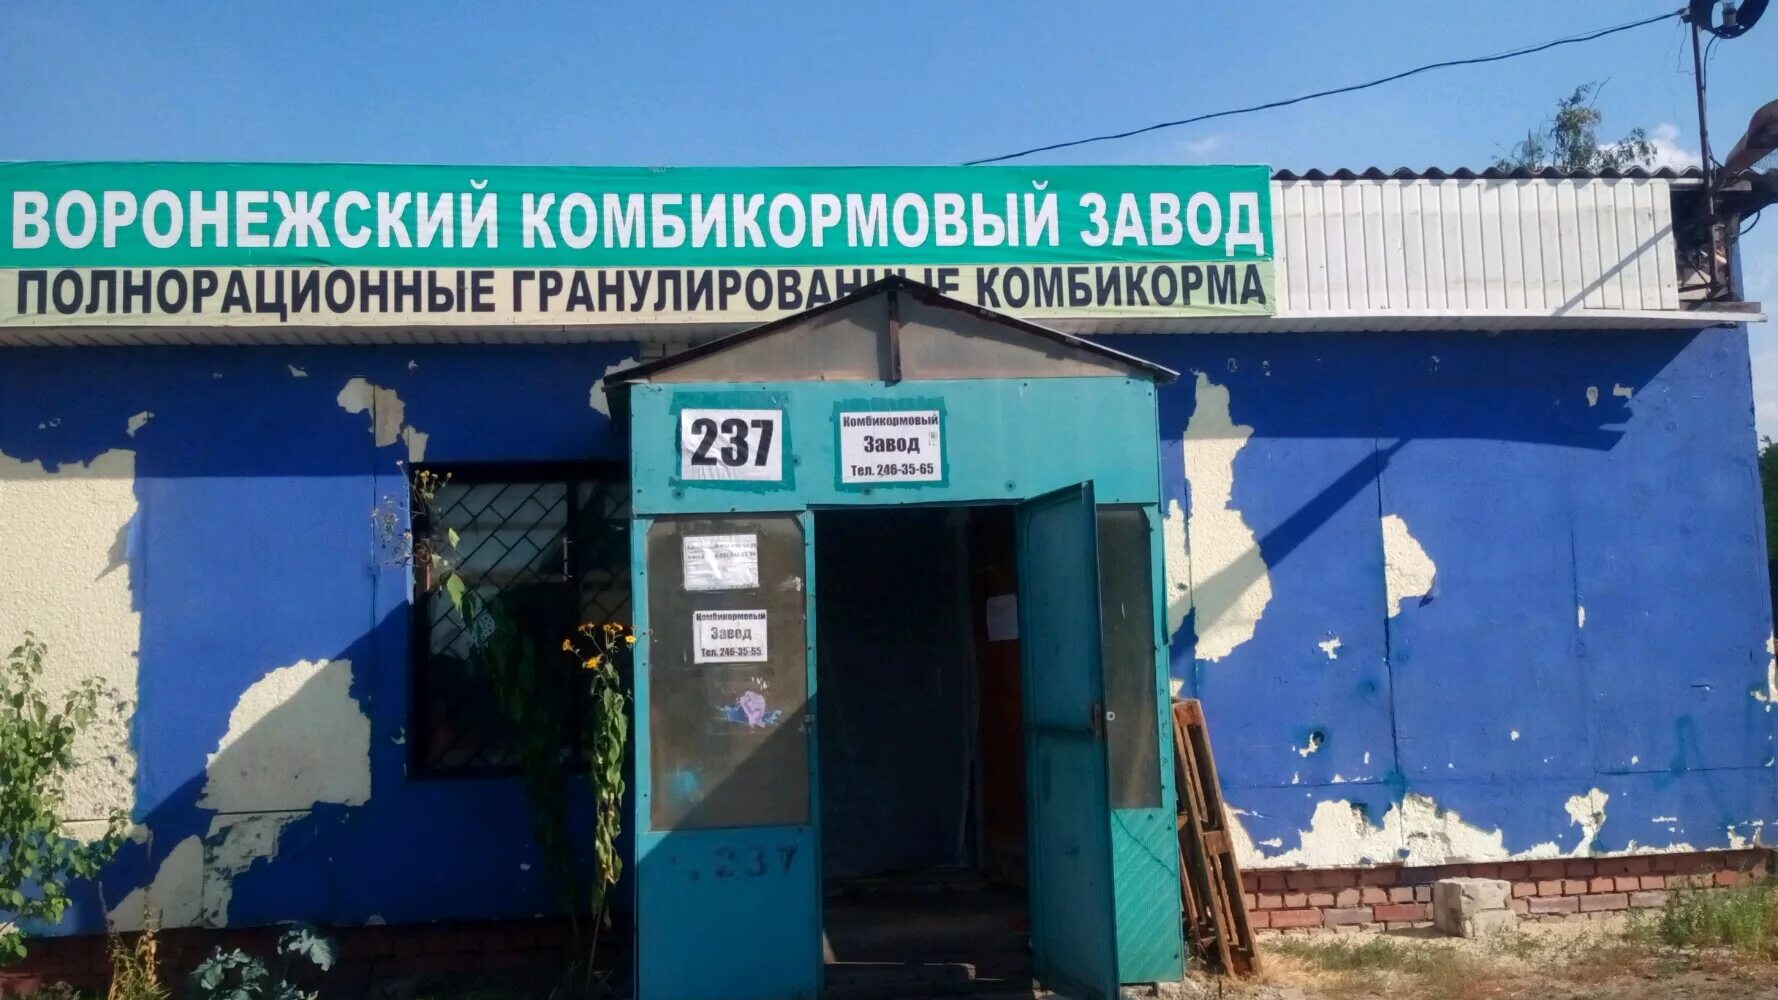 ВОРОНЕЖСКИЙ КОМБИКОРМОВЫЙ ЗАВОД
ПОЛНОРАЦИОННЫЕ ГРАНУЛИРОВАННЫЕ КОМБИКОРМА
237
Комбикормовый
Завод
Тел. 246-35-65
Комбикормовый
Завод
Тел. 246-35-65
237